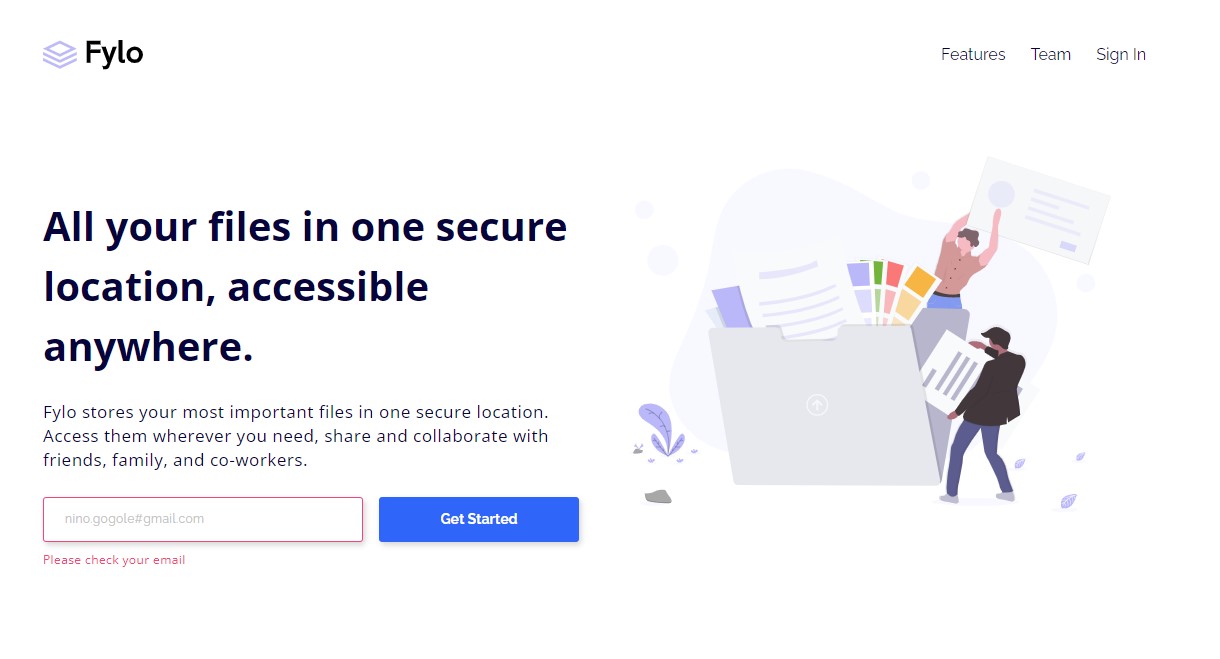 Fylo
Features Team Sign In
All your files in one secure
location, accessible
anywhere.
Fylo stores your most important files in one secure location.
Access them wherever you need, share and collaborate with
friends, family, and co-workers.
nino.gogole#gmail.com
Get Started
Please check your email